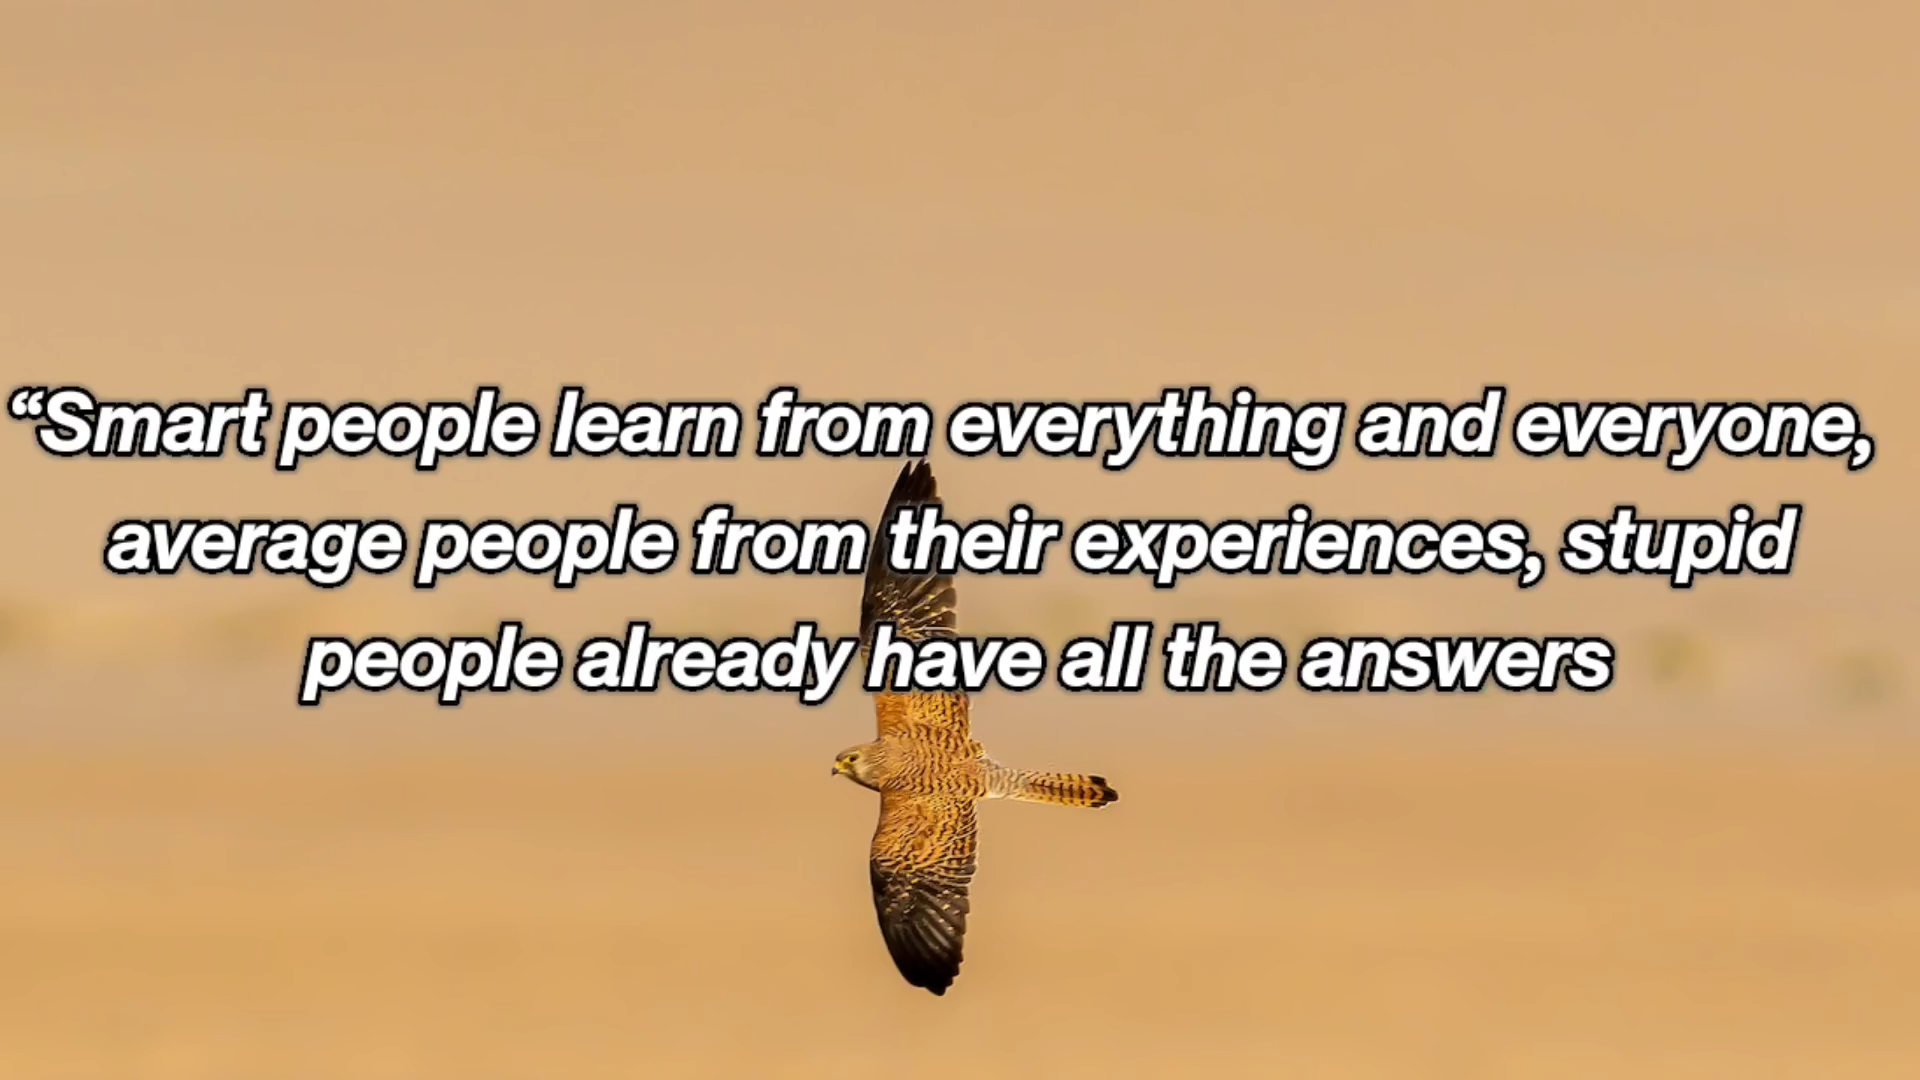 “Smart people learn from everything and everyone,
average people from their experiences, stupid
people already have all the answers